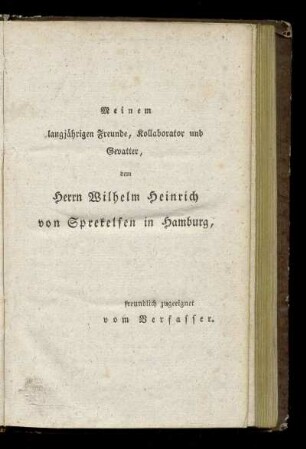 Meinem
langjährigen Freunde, Kollaborator und
Gevatter,
dem
Herrn Wilhelm Heinrich
von Sprekelsen in Hamburg,
freundlich zugeeignet
vom Verfasser.